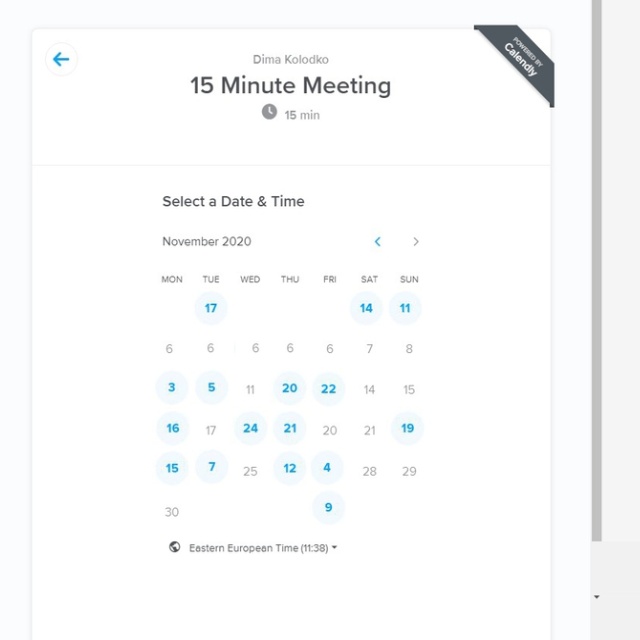 Dima Kolodko
15 Minute Meeting
15 min
POWERED BY
Calendly
Select a Date & Time
November 2020
MON TUE WED THU FRI SAT SUN
17 14 11
6 6 6 6 6 7 8
3 5 11 20 22 14 15
16 17 24 21 20 21 19
15 7 25 12 4 28 29
30 9
Eastern European Time (11:38)